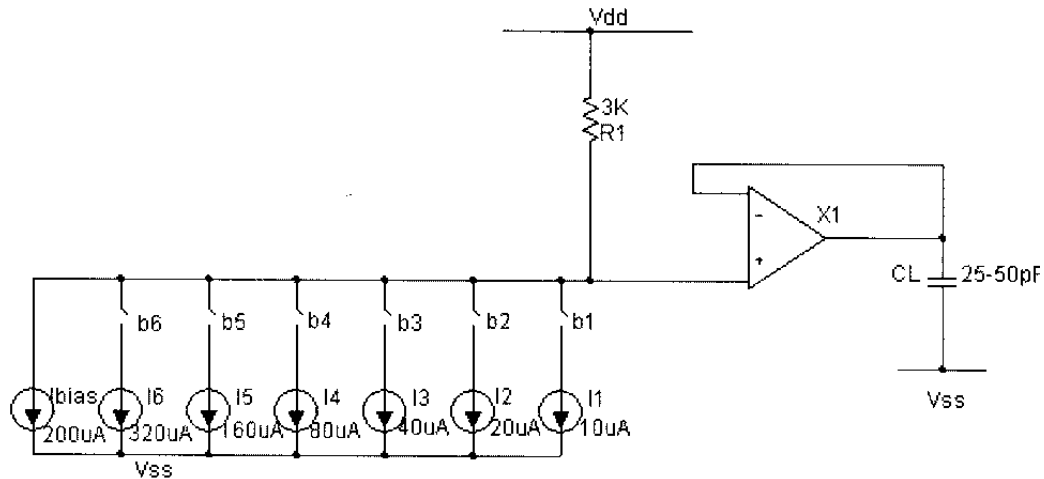 Vdd
3K
R1
X1
-
+
CL 25-50pF
b6 b5 b4 b3 b2 b1
Ibias I6 I5 I4 I3 I2 I1
200uA 320uA 160uA 80uA 40uA 20uA 10uA
Vss
Vss